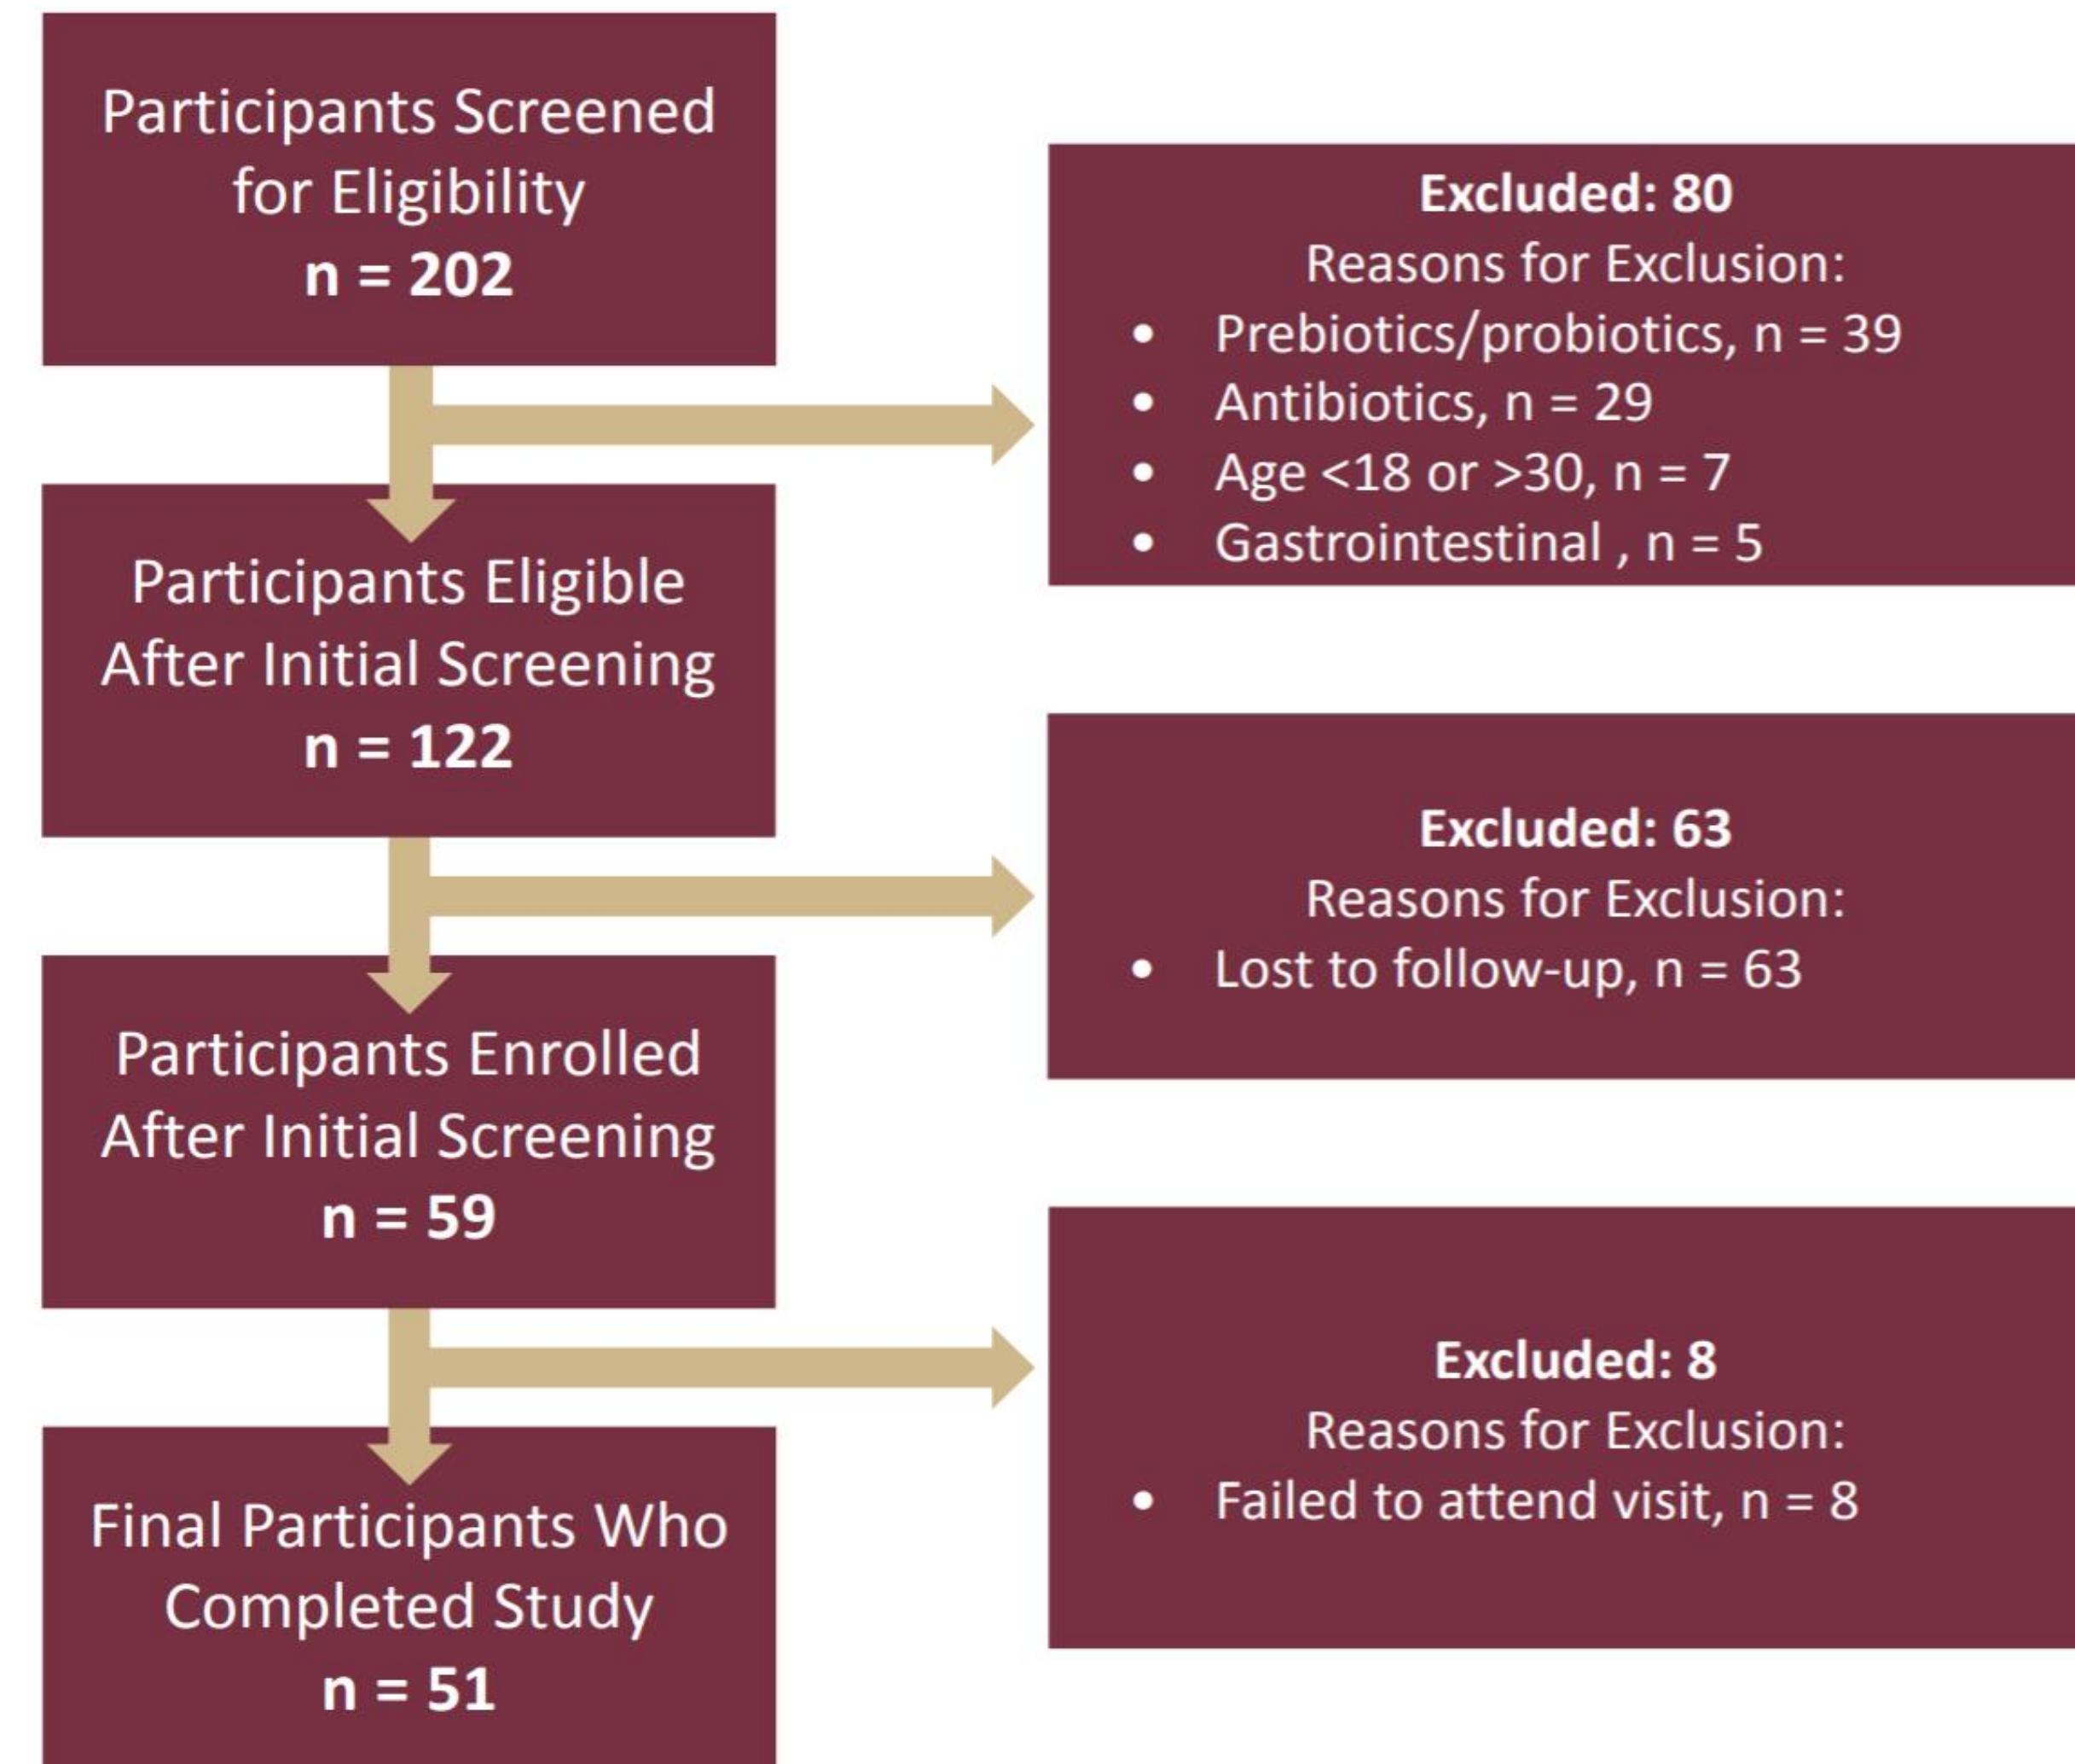 Participants Screened
for Eligibility
n = 202
Excluded: 80
Reasons for Exclusion:
• Prebiotics/probiotics, n = 39
• Antibiotics, n = 29
• Age <18 or >30, n = 7
• Gastrointestinal , n = 5
Participants Eligible
After Initial Screening
n = 122
Excluded: 63
Reasons for Exclusion:
• Lost to follow-up, n = 63
Participants Enrolled
After Initial Screening
n = 59
Excluded: 8
Reasons for Exclusion:
• Failed to attend visit, n = 8
Final Participants Who
Completed Study
n = 51